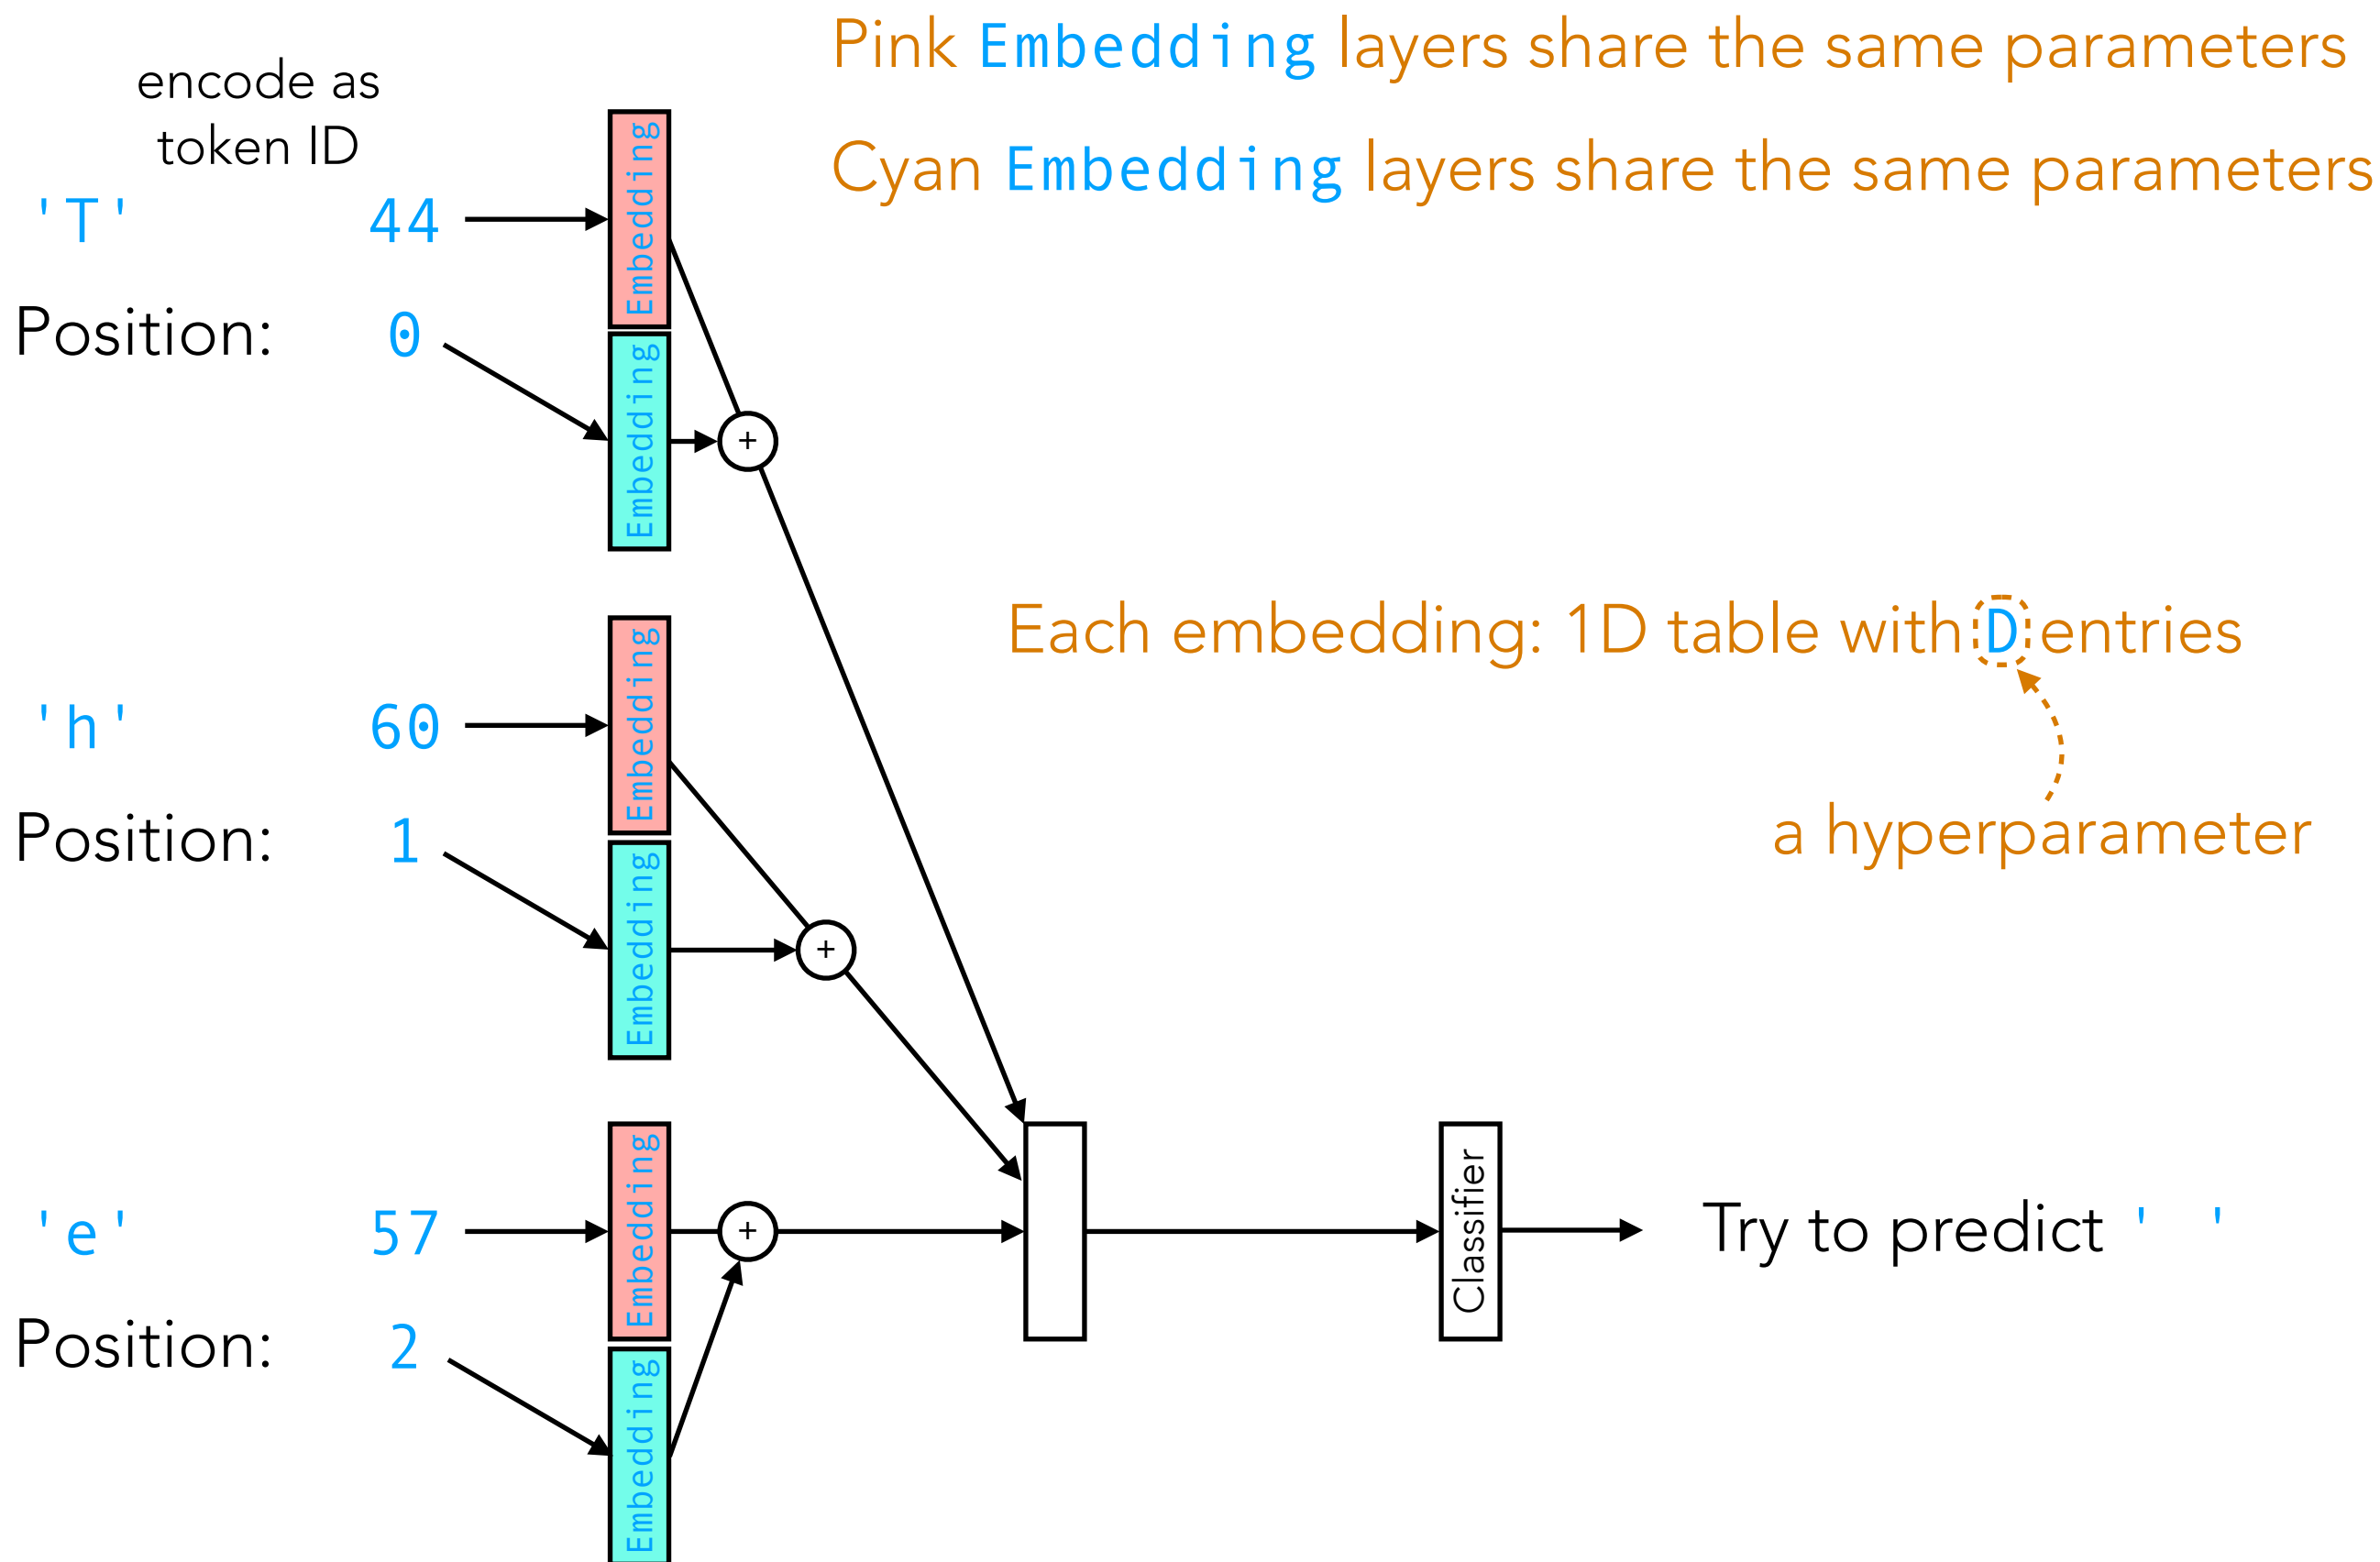 Pink Embedding layers share the same parameters
Cyan Embedding layers share the same parameters
encode as
token ID
'T' 44
Position: 0
Embedding
Embedding
+
Each embedding: 1D table with D entries
a hyperparameter
'h' 60
Position: 1
Embedding
Embedding
+
'e' 57
Position: 2
Embedding
Embedding
+
Classifier
Try to predict ' '